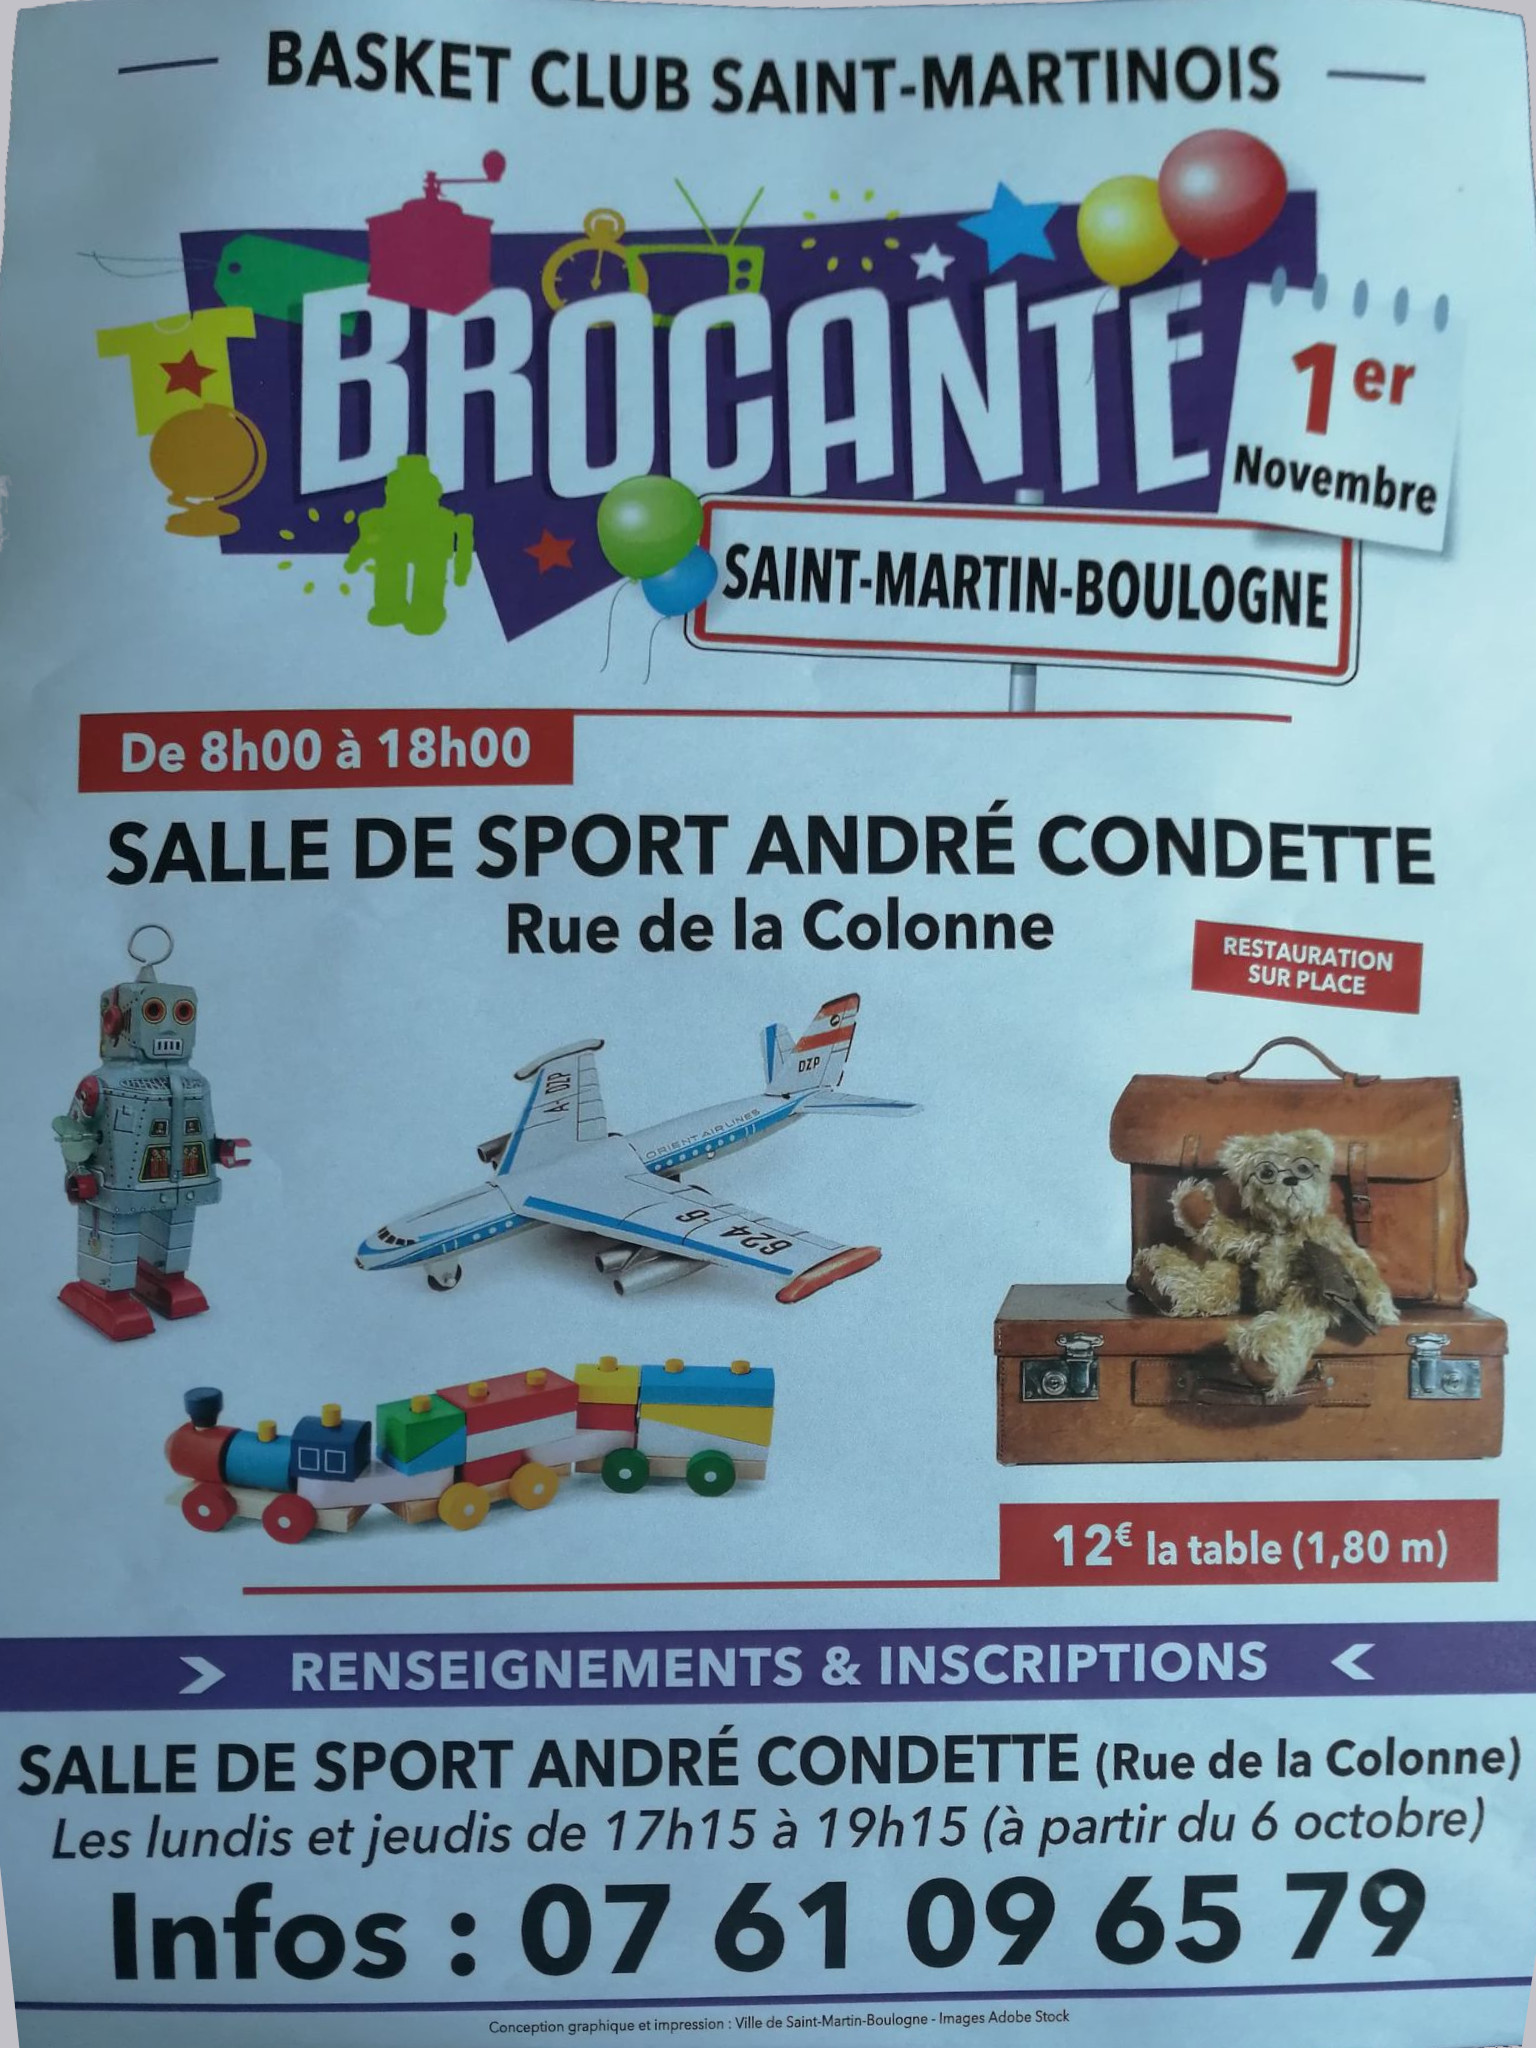 BASKET CLUB SAINT-MARTINOIS
BROCANTE
1er
Novembre
SAINT-MARTIN-BOULOGNE
De 8h00 à 18h00
SALLE DE SPORT ANDRÉ CONDETTE
Rue de la Colonne
RESTAURATION
SUR PLACE
DZP
A-DZP
ORIENT AIR LINES
624-6
12€ la table (1,80 m)
RENSEIGNEMENTS & INSCRIPTIONS
SALLE DE SPORT ANDRÉ CONDETTE (Rue de la Colonne)
Les lundis et jeudis de 17h15 à 19h15 (à partir du 6 octobre)
Infos : 07 61 09 65 79
Conception graphique et impression : Ville de Saint-Martin-Boulogne - Images Adobe Stock